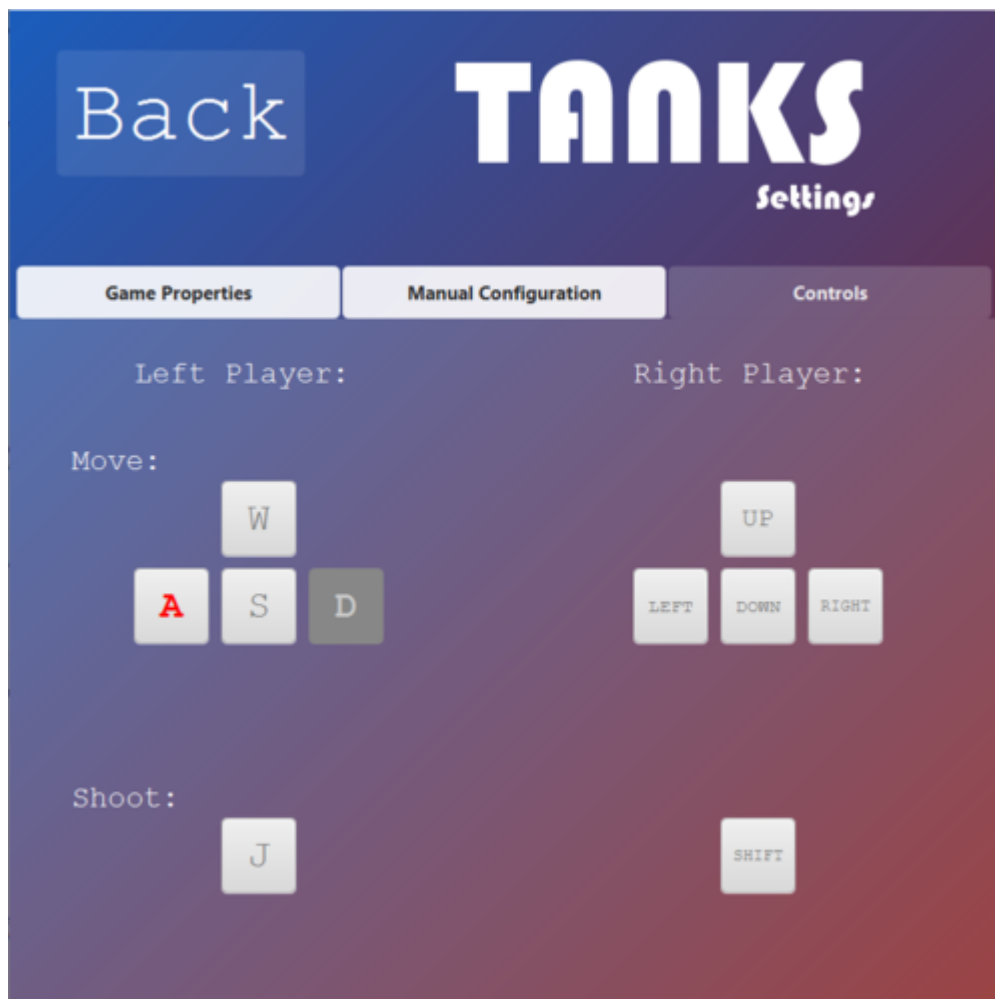 Back
TANKS
Settings
Game Properties
Manual Configuration
Controls
Left Player:
Right Player:
Move:
W
UP
A
S
D
LEFT
DOWN
RIGHT
Shoot:
J
SHIFT